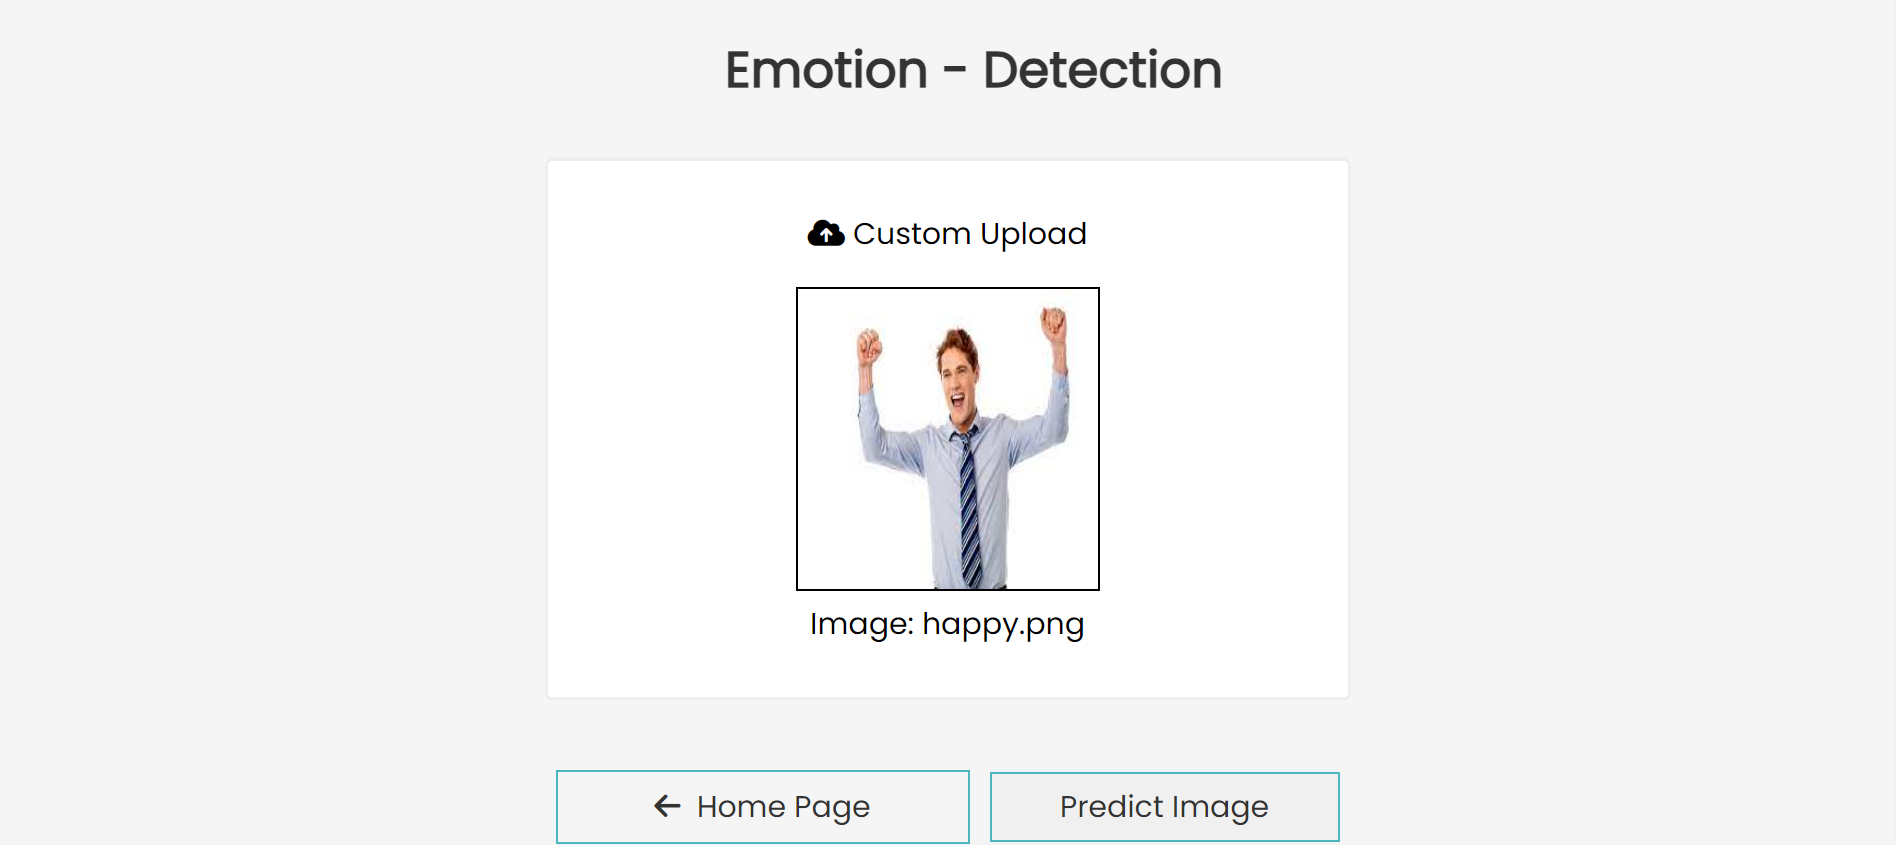 Emotion - Detection
Custom Upload
Image: happy.png
Home Page
Predict Image